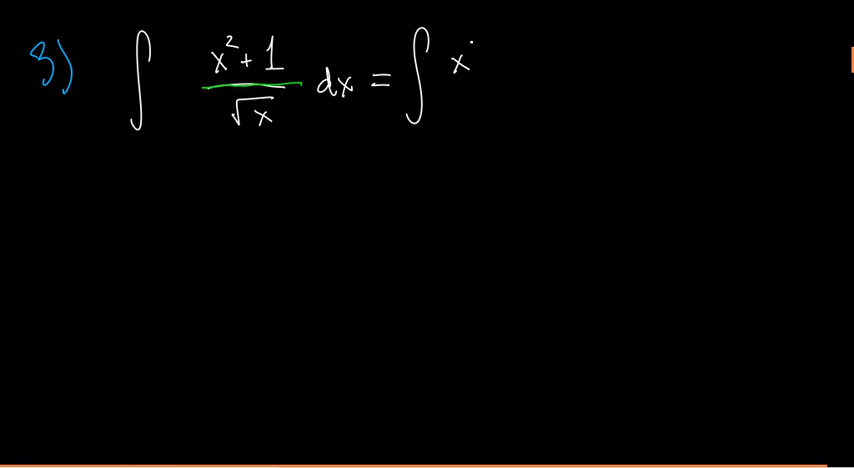 3) ∫ (x² + 1)/√x dx = ∫ x